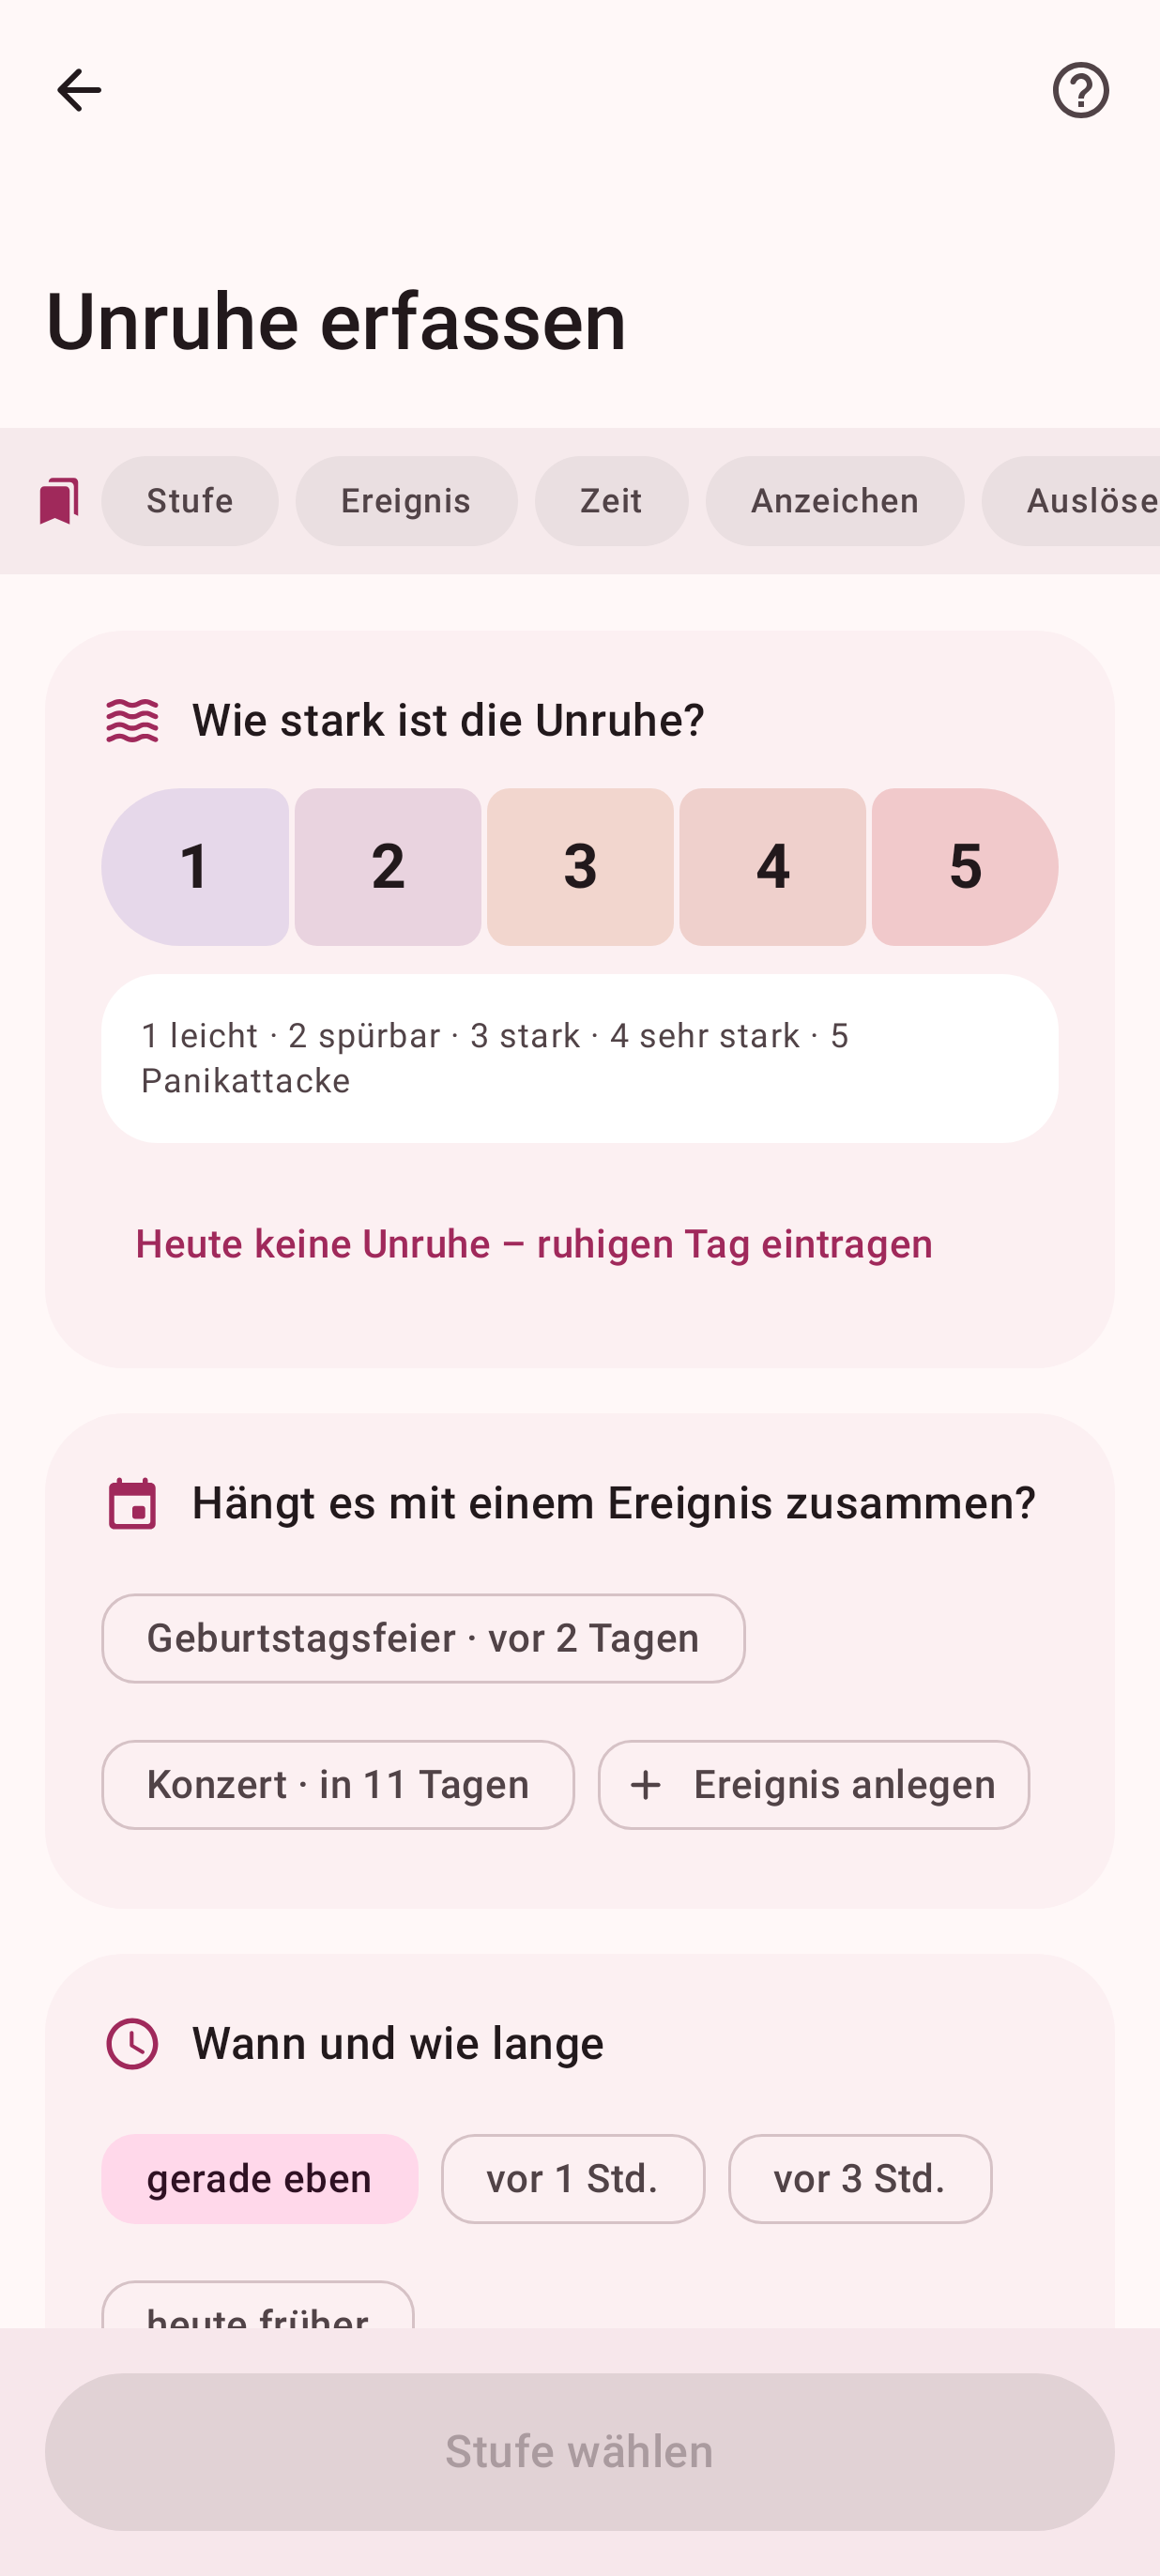 Unruhe erfassen
Stufe
Ereignis
Zeit
Anzeichen
Auslöse
Wie stark ist die Unruhe?
1
2
3
4
5
1 leicht · 2 spürbar · 3 stark · 4 sehr stark · 5
Panikattacke
Heute keine Unruhe – ruhigen Tag eintragen
Hängt es mit einem Ereignis zusammen?
Geburtstagsfeier · vor 2 Tagen
Konzert · in 11 Tagen
+ Ereignis anlegen
Wann und wie lange
gerade eben
vor 1 Std.
vor 3 Std.
heute früher
Stufe wählen